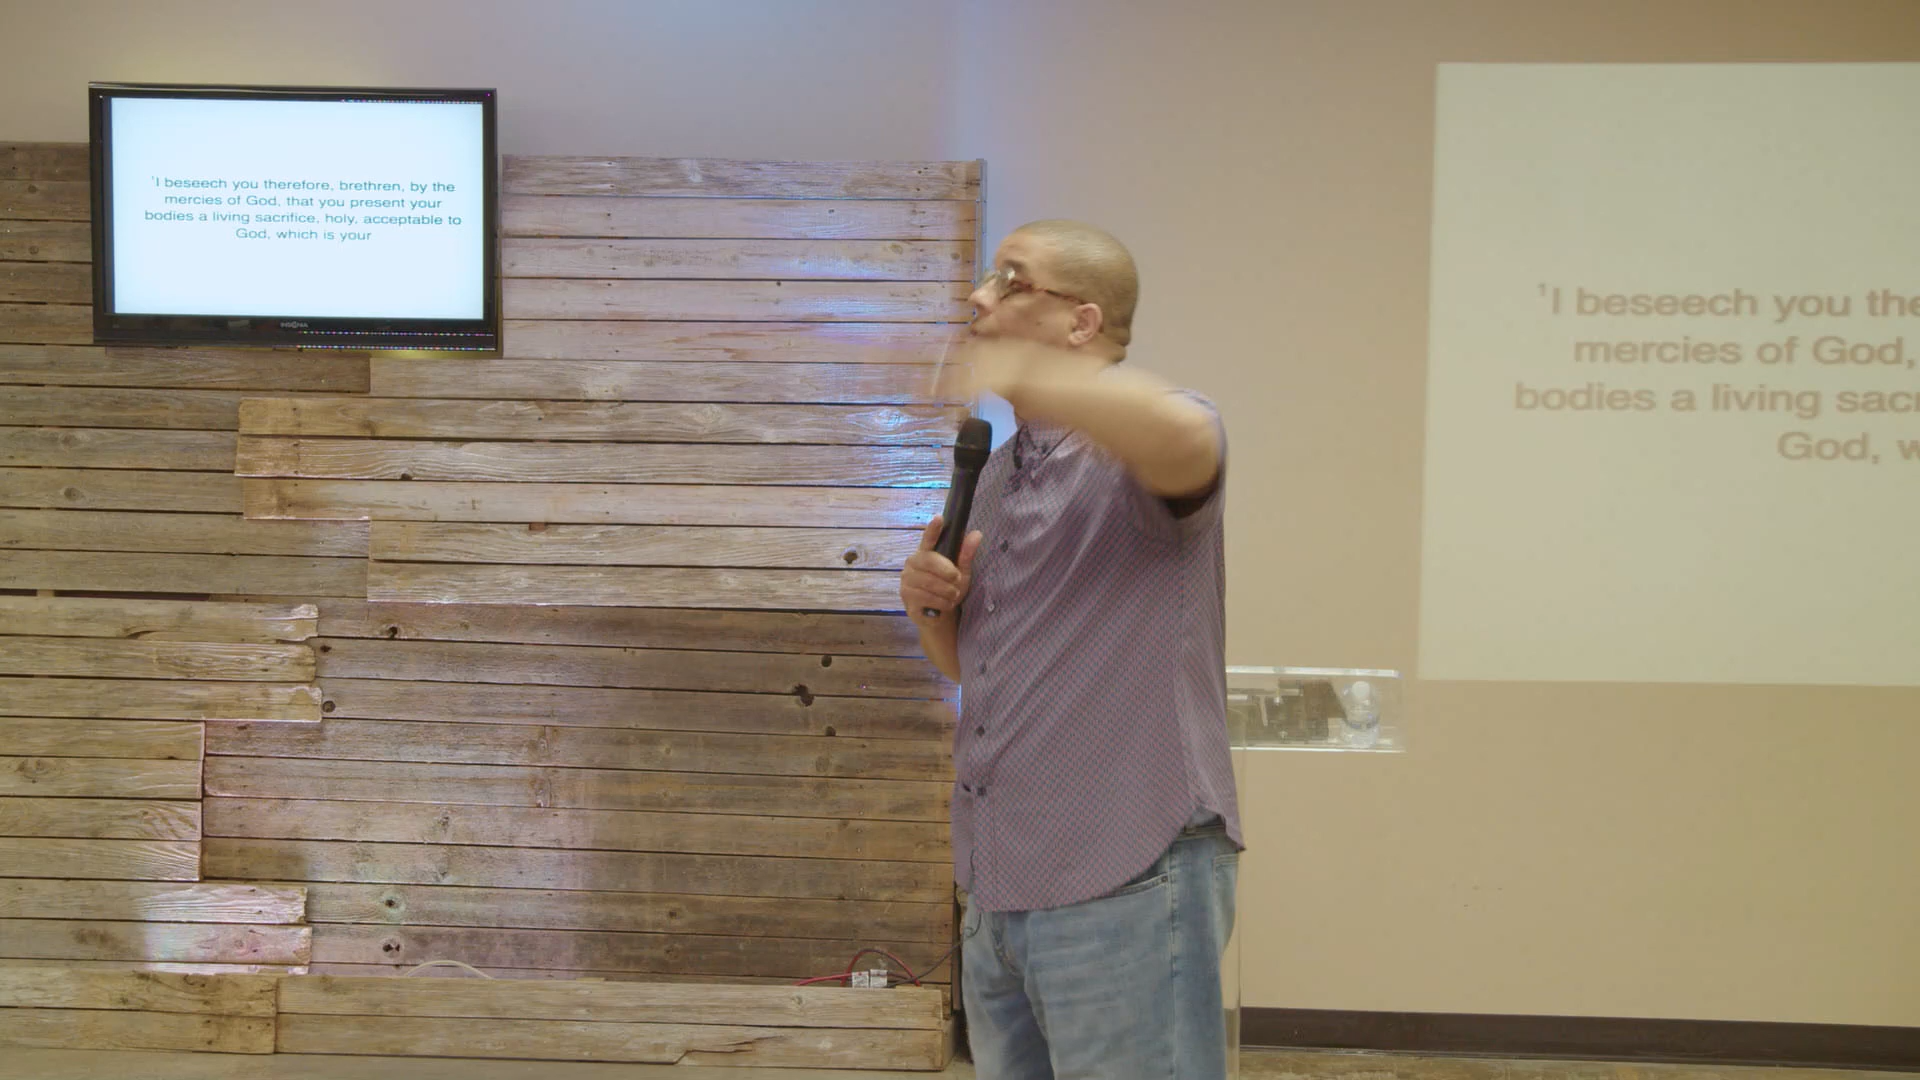 ¹I beseech you therefore, brethren, by the
mercies of God, that you present your
bodies a living sacrifice, holy, acceptable to
God, which is your
INSIGNIA
¹I beseech you the
mercies of God,
bodies a living sacr
God, w